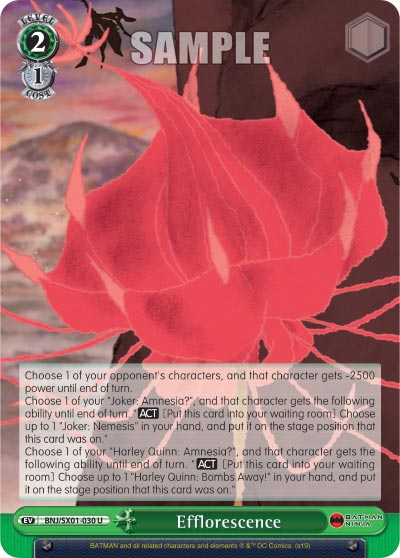 LEVEL
2
1
COST
SAMPLE
Choose 1 of your opponent's characters, and that character gets -2500
power until end of turn.
Choose 1 of your "Joker: Amnesia?", and that character gets the following
ability until end of turn. "ACT [Put this card into your waiting room] Choose
up to 1 "Joker: Nemesis" in your hand, and put it on the stage position that
this card was on."
Choose 1 of your "Harley Quinn: Amnesia?", and that character gets the
following ability until end of turn. "ACT [Put this card into your waiting
room] Choose up to 1 "Harley Quinn: Bombs Away!" in your hand, and put
it on the stage position that this card was on."
EV BNJ/SX01-030 U
Efflorescence
BATMAN NINJA
BATMAN and all related characters and elements © &™ DC Comics. (s19)